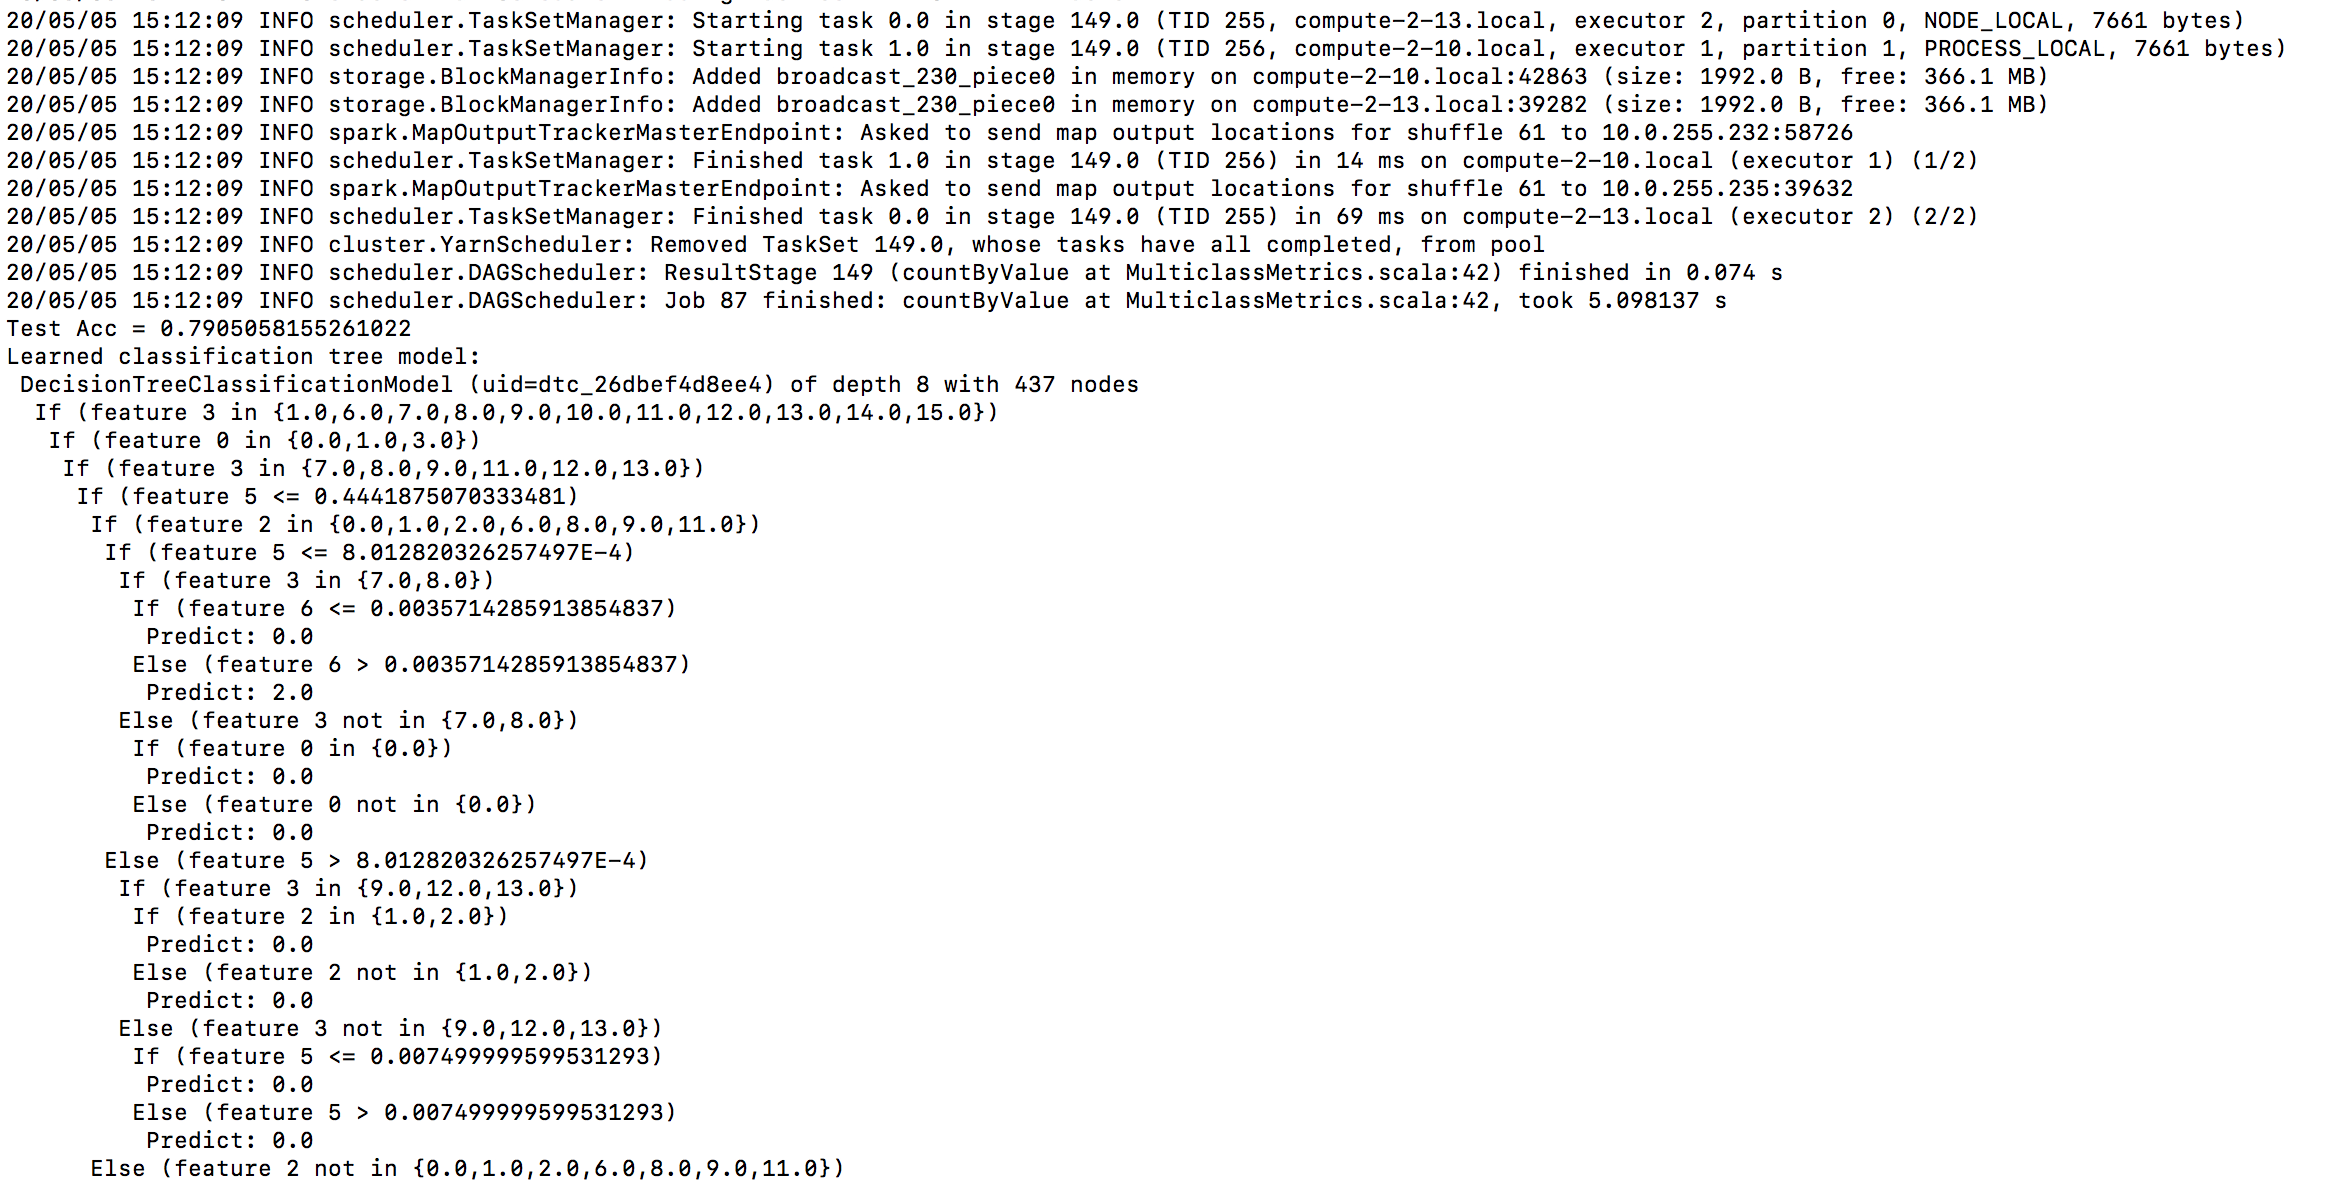 20/05/05 15:12:09 INFO scheduler.TaskSetManager: Starting task 0.0 in stage 149.0 (TID 255, compute-2-13.local, executor 2, partition 0, NODE_LOCAL, 7661 bytes)
20/05/05 15:12:09 INFO scheduler.TaskSetManager: Starting task 1.0 in stage 149.0 (TID 256, compute-2-10.local, executor 1, partition 1, PROCESS_LOCAL, 7661 bytes)
20/05/05 15:12:09 INFO storage.BlockManagerInfo: Added broadcast_230_piece0 in memory on compute-2-10.local:42863 (size: 1992.0 B, free: 366.1 MB)
20/05/05 15:12:09 INFO storage.BlockManagerInfo: Added broadcast_230_piece0 in memory on compute-2-13.local:39282 (size: 1992.0 B, free: 366.1 MB)
20/05/05 15:12:09 INFO spark.MapOutputTrackerMasterEndpoint: Asked to send map output locations for shuffle 61 to 10.0.255.232:58726
20/05/05 15:12:09 INFO scheduler.TaskSetManager: Finished task 1.0 in stage 149.0 (TID 256) in 14 ms on compute-2-10.local (executor 1) (1/2)
20/05/05 15:12:09 INFO spark.MapOutputTrackerMasterEndpoint: Asked to send map output locations for shuffle 61 to 10.0.255.235:39632
20/05/05 15:12:09 INFO scheduler.TaskSetManager: Finished task 0.0 in stage 149.0 (TID 255) in 69 ms on compute-2-13.local (executor 2) (2/2)
20/05/05 15:12:09 INFO cluster.YarnScheduler: Removed TaskSet 149.0, whose tasks have all completed, from pool
20/05/05 15:12:09 INFO scheduler.DAGScheduler: ResultStage 149 (countByValue at MulticlassMetrics.scala:42) finished in 0.074 s
20/05/05 15:12:09 INFO scheduler.DAGScheduler: Job 87 finished: countByValue at MulticlassMetrics.scala:42, took 5.098137 s
Test Acc = 0.7905058155261022
Learned classification tree model:
DecisionTreeClassificationModel (uid=dtc_26dbef4d8ee4) of depth 8 with 437 nodes
If (feature 3 in {1.0,6.0,7.0,8.0,9.0,10.0,11.0,12.0,13.0,14.0,15.0})
If (feature 0 in {0.0,1.0,3.0})
If (feature 3 in {7.0,8.0,9.0,11.0,12.0,13.0})
If (feature 5 <= 0.4441875070333481)
If (feature 2 in {0.0,1.0,2.0,6.0,8.0,9.0,11.0})
If (feature 5 <= 8.012820326257497E-4)
If (feature 3 in {7.0,8.0})
If (feature 6 <= 0.0035714285913854837)
Predict: 0.0
Else (feature 6 > 0.0035714285913854837)
Predict: 2.0
Else (feature 3 not in {7.0,8.0})
If (feature 0 in {0.0})
Predict: 0.0
Else (feature 0 not in {0.0})
Predict: 0.0
Else (feature 5 > 8.012820326257497E-4)
If (feature 3 in {9.0,12.0,13.0})
If (feature 2 in {1.0,2.0})
Predict: 0.0
Else (feature 2 not in {1.0,2.0})
Predict: 0.0
Else (feature 3 not in {9.0,12.0,13.0})
If (feature 5 <= 0.007499999599531293)
Predict: 0.0
Else (feature 5 > 0.007499999599531293)
Predict: 0.0
Else (feature 2 not in {0.0,1.0,2.0,6.0,8.0,9.0,11.0})